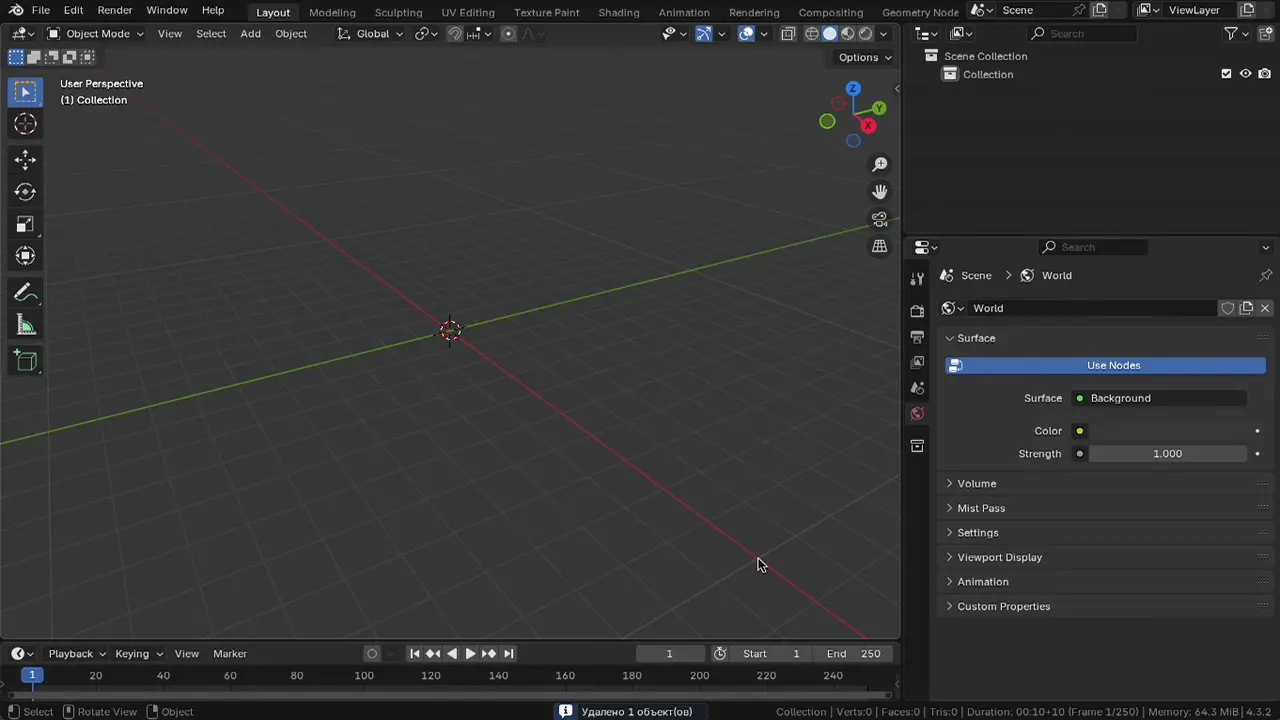 File Edit Render Window Help Layout Modeling Sculpting UV Editing Texture Paint Shading Animation Rendering Compositing Geometry Node Scene ViewLayer
Object Mode View Select Add Object Global Search
Options
User Perspective
(1) Collection
Z
Y
X
Scene Collection
Collection
Search
Scene World
World
Surface
Use Nodes
Surface Background
Color
Strength 1.000
Volume
Mist Pass
Settings
Viewport Display
Animation
Custom Properties
Playback Keying View Marker 1 Start 1 End 250
1 20 40 60 80 100 120 140 160 180 200 220 240
Select Rotate View Object Удалено 1 объект(ов) Collection | Verts:0 | Faces:0 | Tris:0 | Duration: 00:10+10 (Frame 1/250) | Memory: 64.3 MiB | 4.3.2